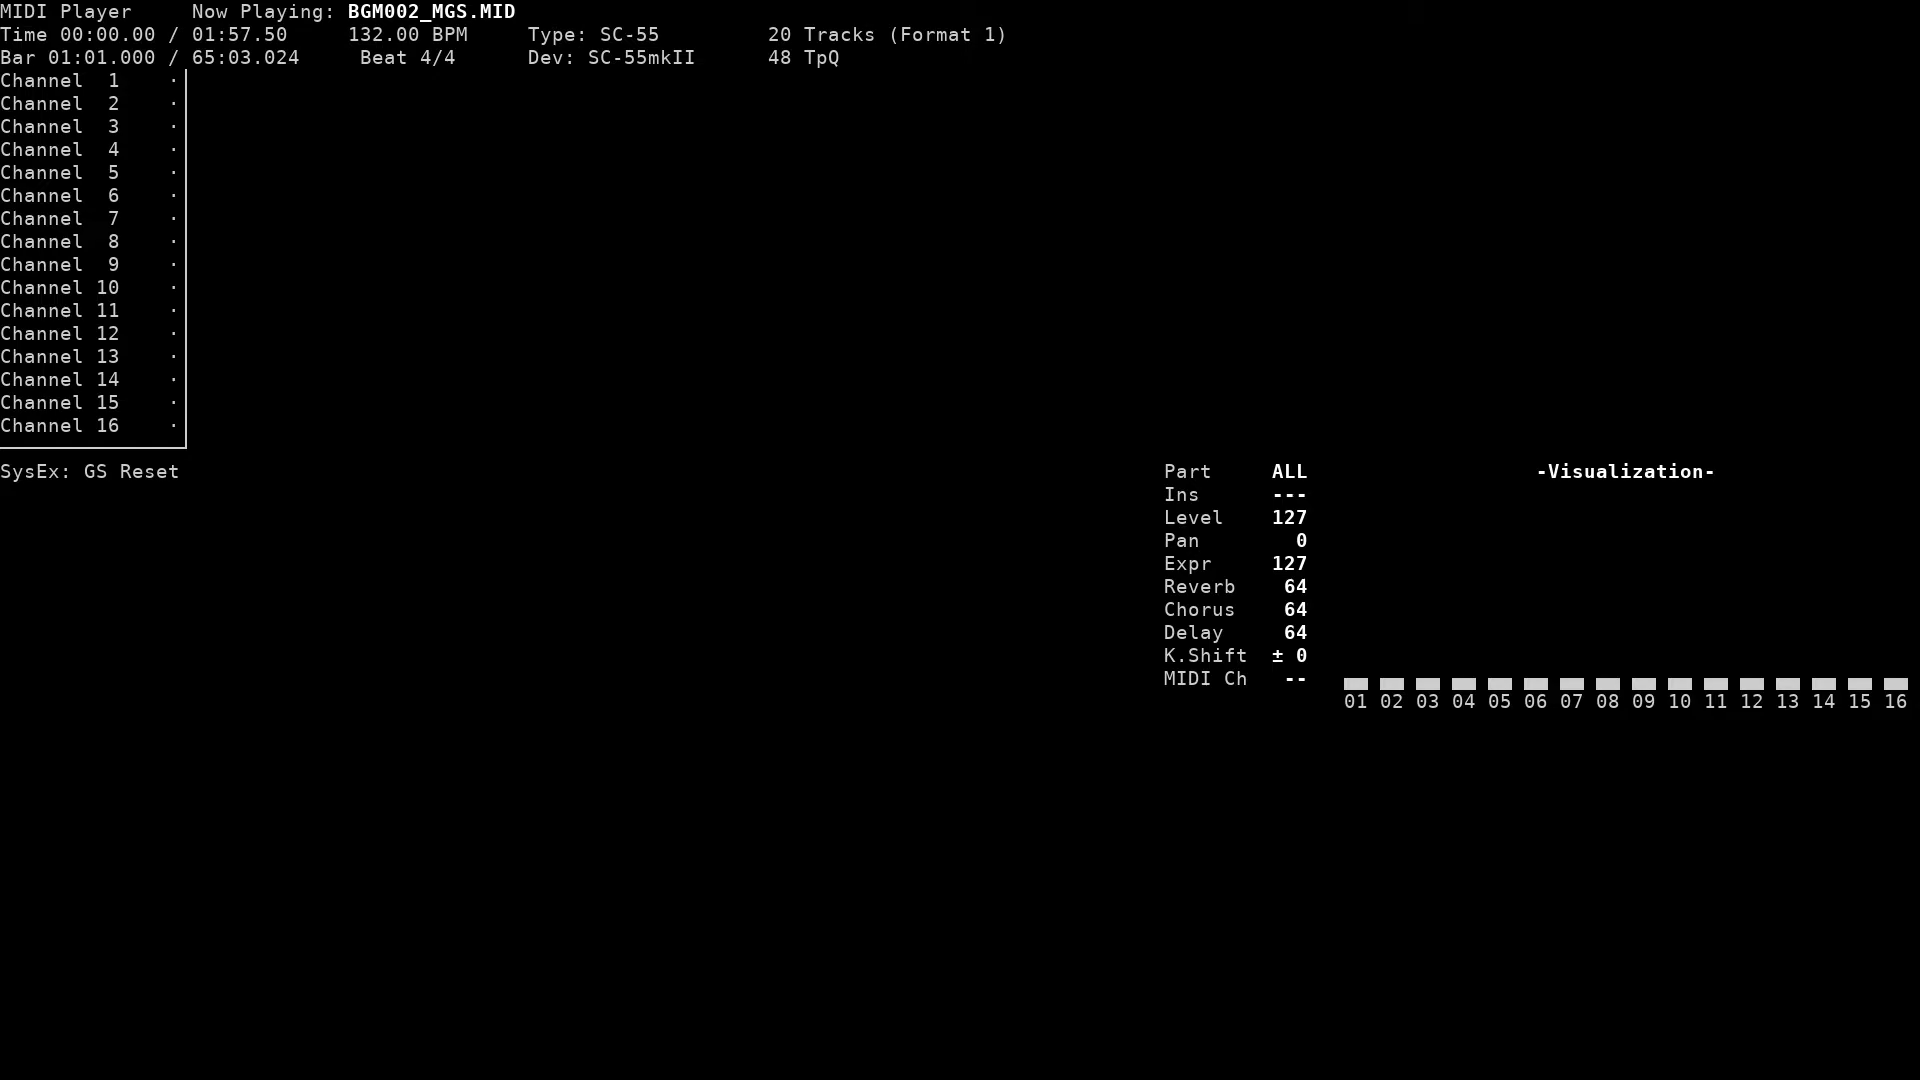 MIDI Player     Now Playing: BGM002_MGS.MID
Time 00:00.00 / 01:57.50     132.00 BPM     Type: SC-55         20 Tracks (Format 1)
Bar 01:01.000 / 65:03.024     Beat 4/4      Dev: SC-55mkII      48 TpQ
Channel  1    ·
Channel  2    ·
Channel  3    ·
Channel  4    ·
Channel  5    ·
Channel  6    ·
Channel  7    ·
Channel  8    ·
Channel  9    ·
Channel 10    ·
Channel 11    ·
Channel 12    ·
Channel 13    ·
Channel 14    ·
Channel 15    ·
Channel 16    ·
SysEx: GS Reset
Part     ALL
-Visualization-
Ins      ---
Level    127
Pan        0
Expr     127
Reverb    64
Chorus    64
Delay     64
K.Shift  ± 0
MIDI Ch   --
01 02 03 04 05 06 07 08 09 10 11 12 13 14 15 16